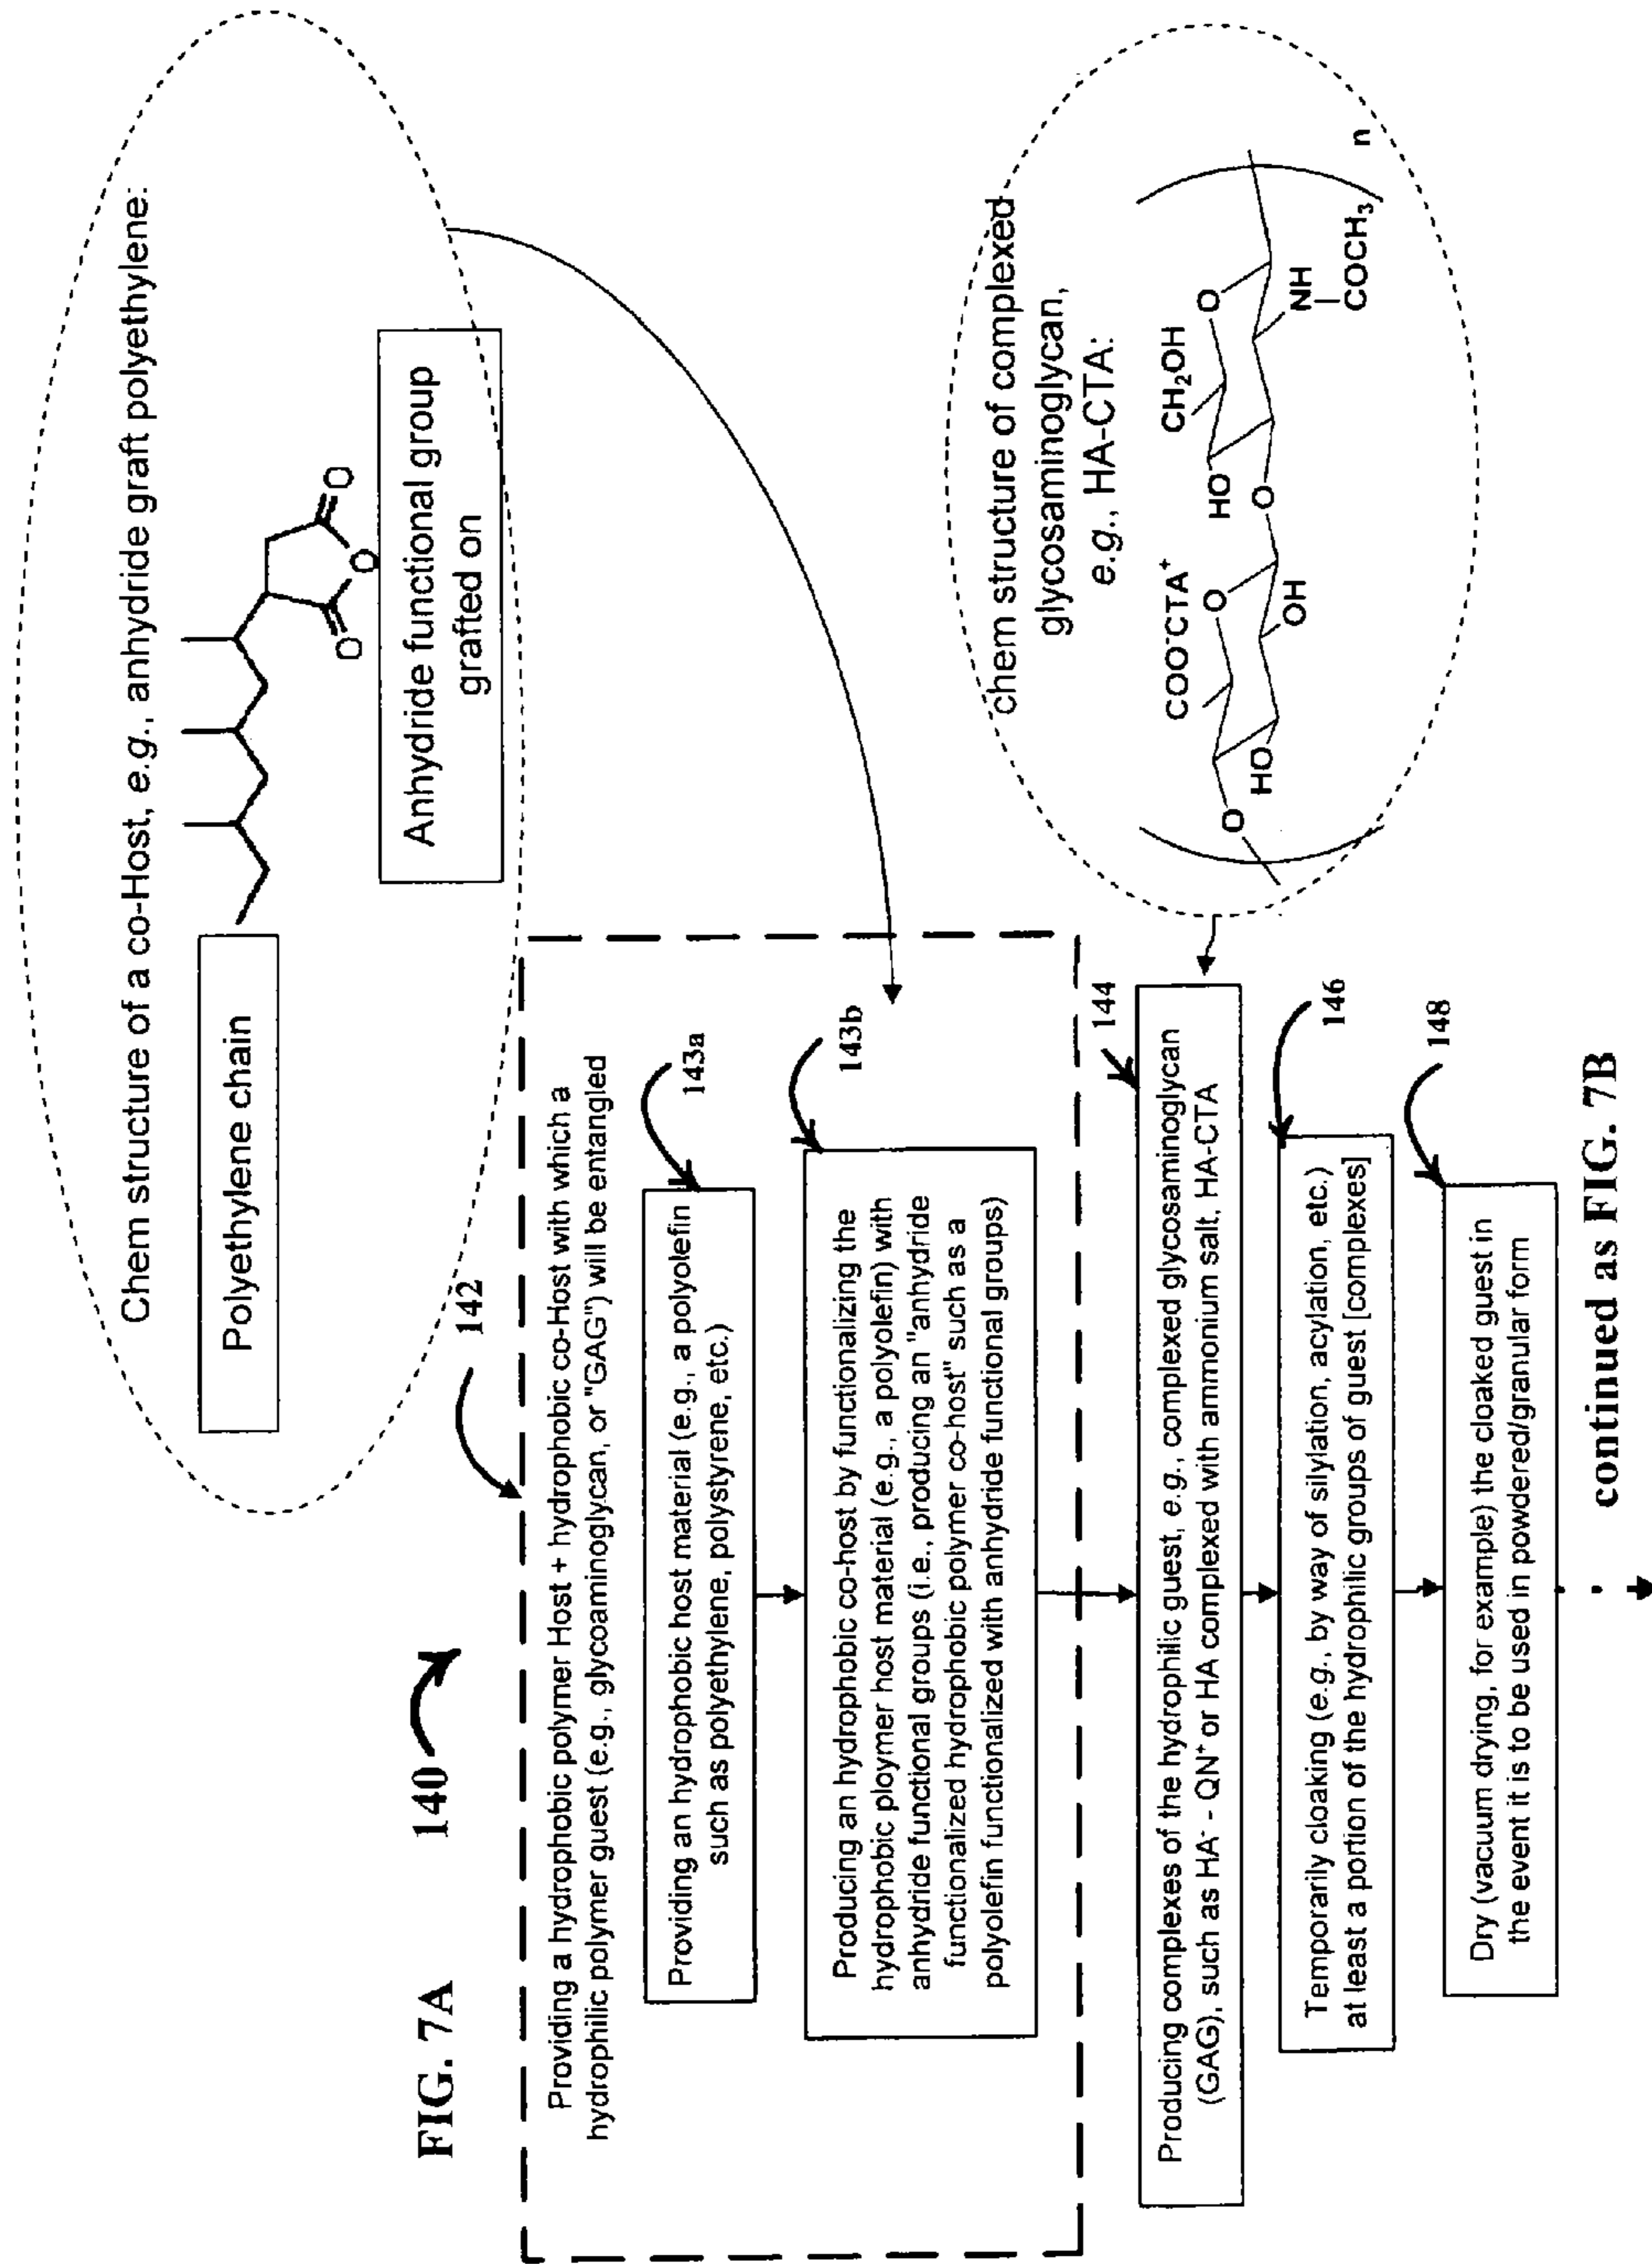 FIG. 7A
140
Chem structure of a co-Host, e.g., anhydride graft polyethylene:
Polyethylene chain
O
O
O
Anhydride functional group
grafted on
142
Providing a hydrophobic polymer Host + hydrophobic co-Host with which a
hydrophilic polymer guest (e.g., glycoaminoglycan, or "GAG") will be entangled
143a
Providing an hydrophobic host material (e.g., a polyolefin
such as polyethylene, polystyrene, etc.)
143b
Producing an hydrophobic co-host by functionalizing the
hydrophobic ploymer host material (e.g., a polyolefin) with
anhydride functional groups (i.e., producing an "anhydride
functionalized hydrophobic polymer co-host" such as a
polyolefin functionalized with anhydride functional groups)
chem structure of complexed
glycosaminoglycan,
e.g., HA-CTA:
COO⁻CTA⁺
CH₂OH
O
HO
O
OH
O
HO
O
NH
COCH₃
n
144
Producing complexes of the hydrophilic guest, e.g., complexed glycosaminoglycan
(GAG), such as HA⁻ - QN⁺ or HA complexed with ammonium salt, HA-CTA
146
Temporarily cloaking (e.g., by way of silylation, acylation, etc.)
at least a portion of the hydrophilic groups of guest [complexes]
148
Dry (vacuum drying, for example) the cloaked guest in
the event it is to be used in powdered/granular form
continued as FIG. 7B